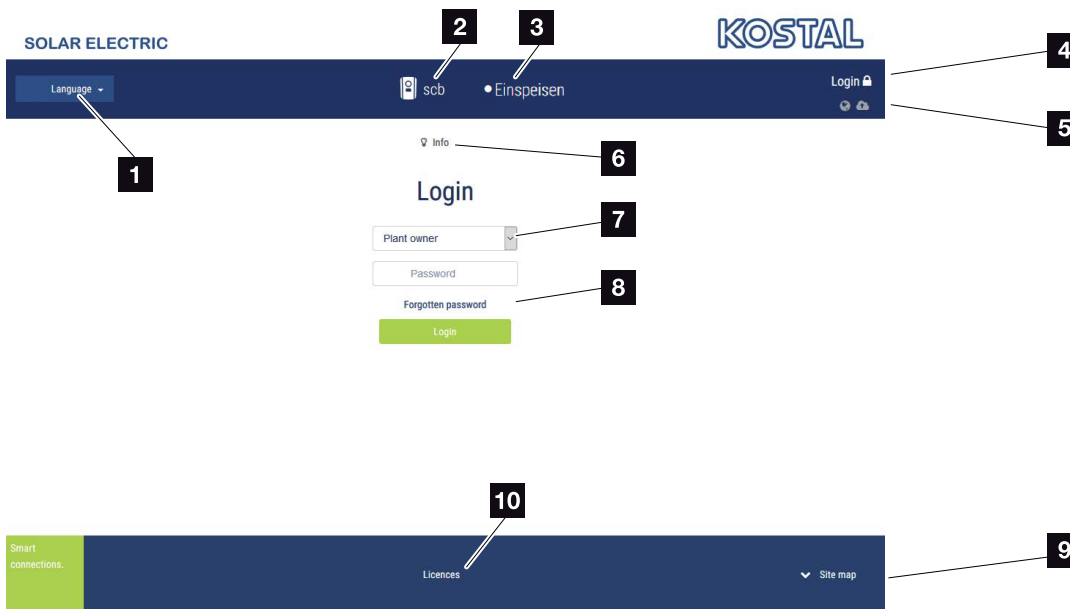 2 3
SOLAR ELECTRIC KOSTAL
4
Language scb Einspeisen Login
5
Info
6
1
Login
7
Plant owner
Password
8
Forgotten password
Login
10
Smart
connections.
9
Licences Site map